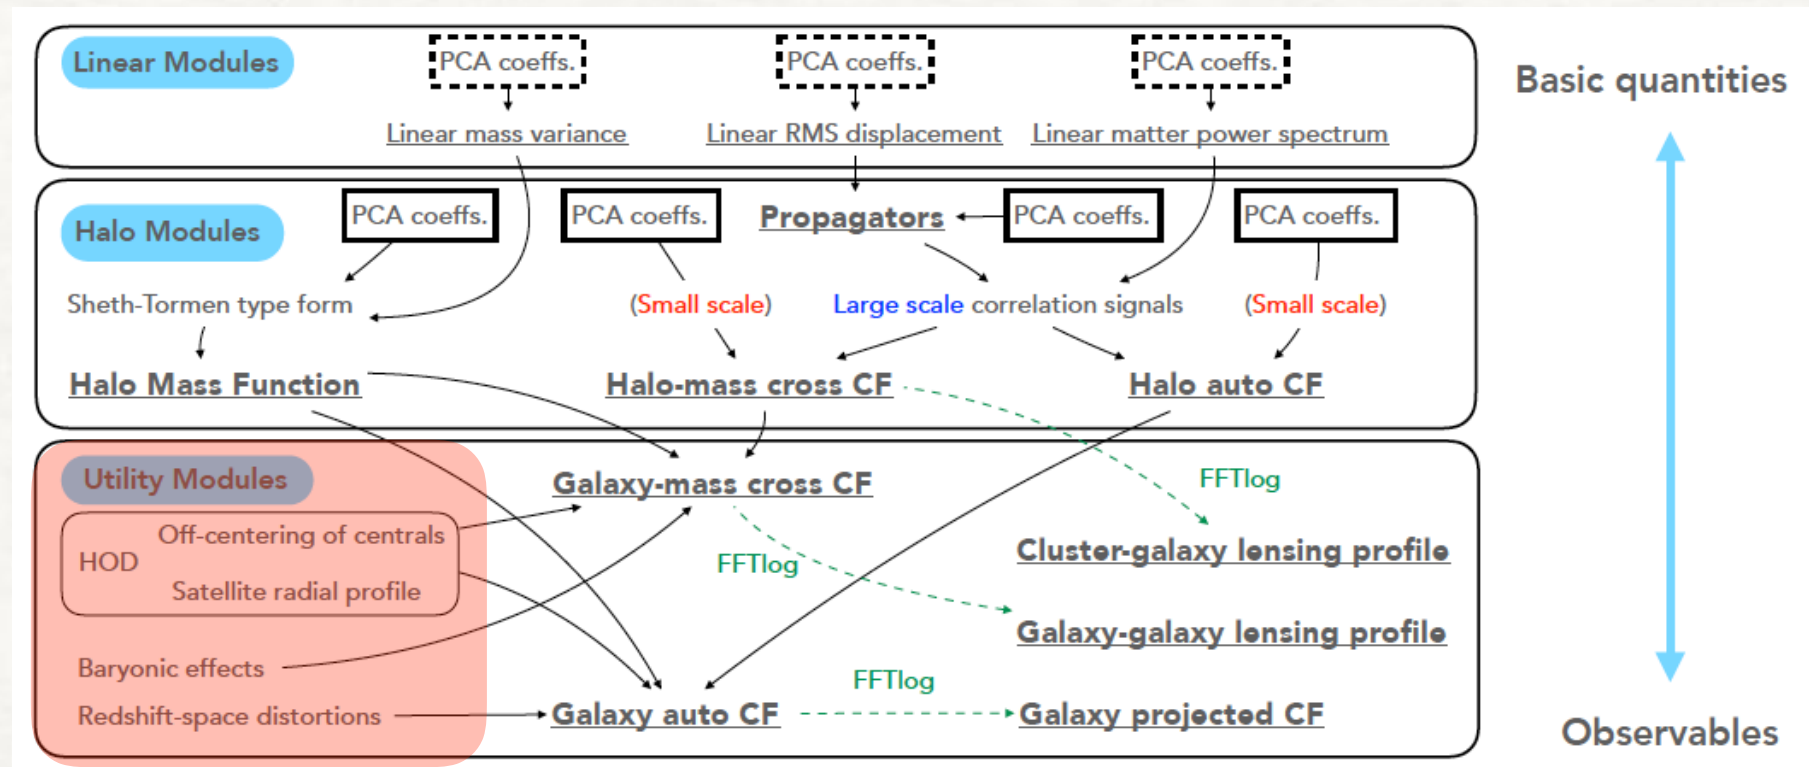 Linear Modules
PCA coeffs.
PCA coeffs.
PCA coeffs.
Basic quantities
Linear mass variance
Linear RMS displacement
Linear matter power spectrum
Halo Modules
PCA coeffs.
PCA coeffs.
Propagators
PCA coeffs.
PCA coeffs.
Sheth-Tormen type form
(Small scale)
Large scale correlation signals
(Small scale)
Halo Mass Function
Halo-mass cross CF
Halo auto CF
Utility Modules
Galaxy-mass cross CF
FFTlog
HOD
Off-centering of centrals
Satellite radial profile
FFTlog
Cluster-galaxy lensing profile
Galaxy-galaxy lensing profile
Baryonic effects
FFTlog
Redshift-space distortions
Galaxy auto CF
Galaxy projected CF
Observables